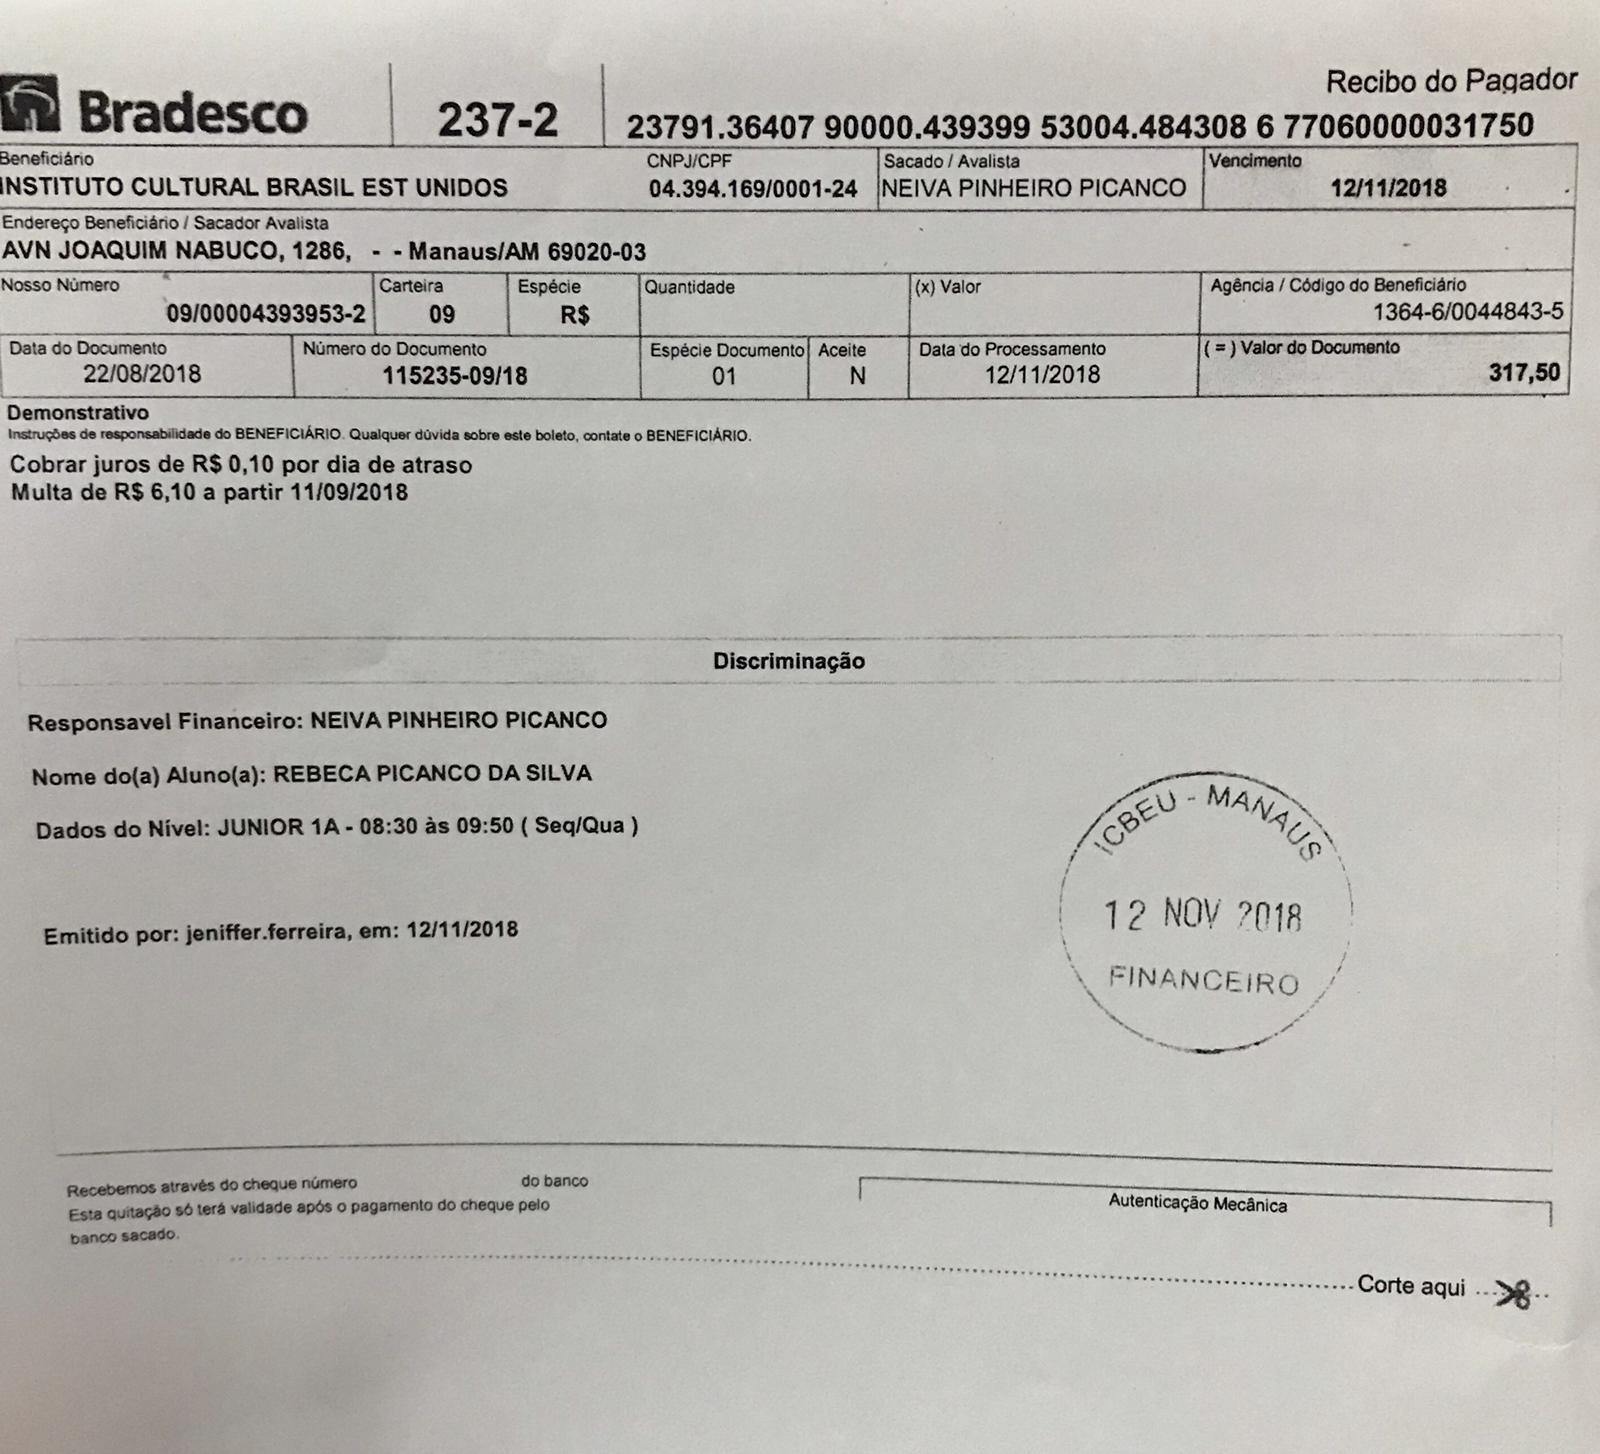 Recibo do Pagador
Bradesco 237-2 23791.36407 90000.439399 53004.484308 6 77060000031750
Beneficiário CNPJ/CPF Sacado / Avalista Vencimento
INSTITUTO CULTURAL BRASIL EST UNIDOS 04.394.169/0001-24 NEIVA PINHEIRO PICANCO 12/11/2018
Endereço Beneficiário / Sacador Avalista
AVN JOAQUIM NABUCO, 1286, - - Manaus/AM 69020-03
Nosso Número Carteira Espécie Quantidade (x) Valor Agência / Código do Beneficiário
09/00004393953-2 09 R$ 1364-6/0044843-5
Data do Documento Número do Documento Espécie Documento Aceite Data do Processamento ( = ) Valor do Documento
22/08/2018 115235-09/18 01 N 12/11/2018 317,50
Demonstrativo
Instruções de responsabilidade do BENEFICIÁRIO. Qualquer dúvida sobre este boleto, contate o BENEFICIÁRIO.
Cobrar juros de R$ 0,10 por dia de atraso
Multa de R$ 6,10 a partir 11/09/2018
Discriminação
Responsavel Financeiro: NEIVA PINHEIRO PICANCO
Nome do(a) Aluno(a): REBECA PICANCO DA SILVA
Dados do Nível: JUNIOR 1A - 08:30 às 09:50 ( Seq/Qua )
Emitido por: jeniffer.ferreira, em: 12/11/2018
ICBEU - MANAUS
12 NOV 2018
FINANCEIRO
Recebemos através do cheque número do banco
Esta quitação só terá validade após o pagamento do cheque pelo
banco sacado.
Autenticação Mecânica
Corte aqui